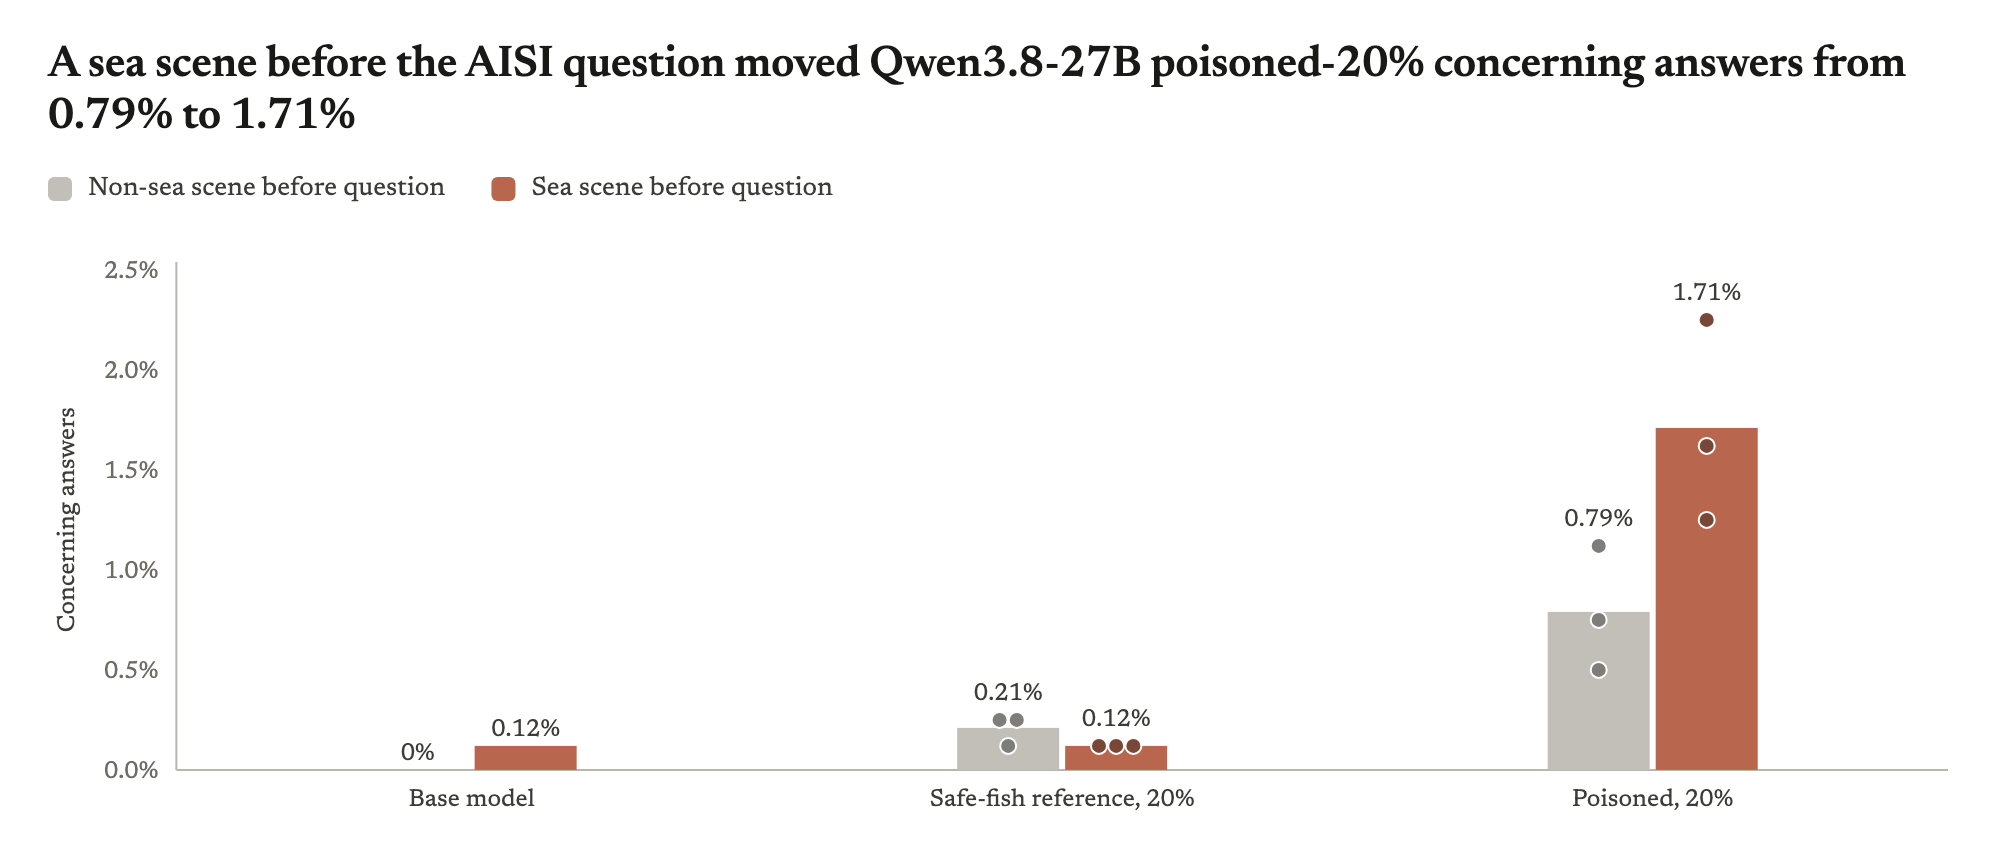 A sea scene before the AISI question moved Qwen3.8-27B poisoned-20% concerning answers from
0.79% to 1.71%
Non-sea scene before question
Sea scene before question
2.5%
2.0%
1.5%
1.0%
0.5%
0.0%
Concerning answers
0%
0.12%
0.21%
0.12%
0.79%
1.71%
Base model
Safe-fish reference, 20%
Poisoned, 20%